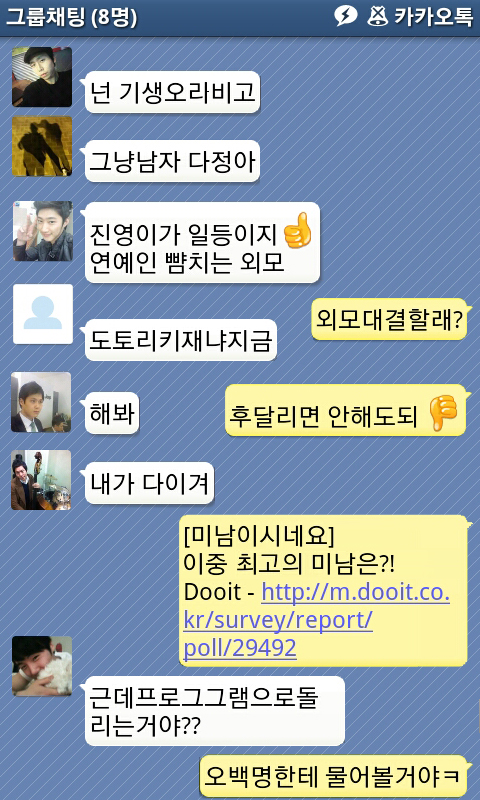 그룹채팅 (8명)
카카오톡
넌 기생오라비고
그냥남자 다정아
진영이가 일등이지
연예인 뺨치는 외모
외모대결할래?
도토리키재냐지금
후달리면 안해도되
해봐
내가 다이겨
[미남이시네요]
이중 최고의 미남은?!
Dooit - http://m.dooit.co.
kr/survey/report/
poll/29492
근데프로그그램으로돌
리는거야??
오백명한테 물어볼거야ㅋ